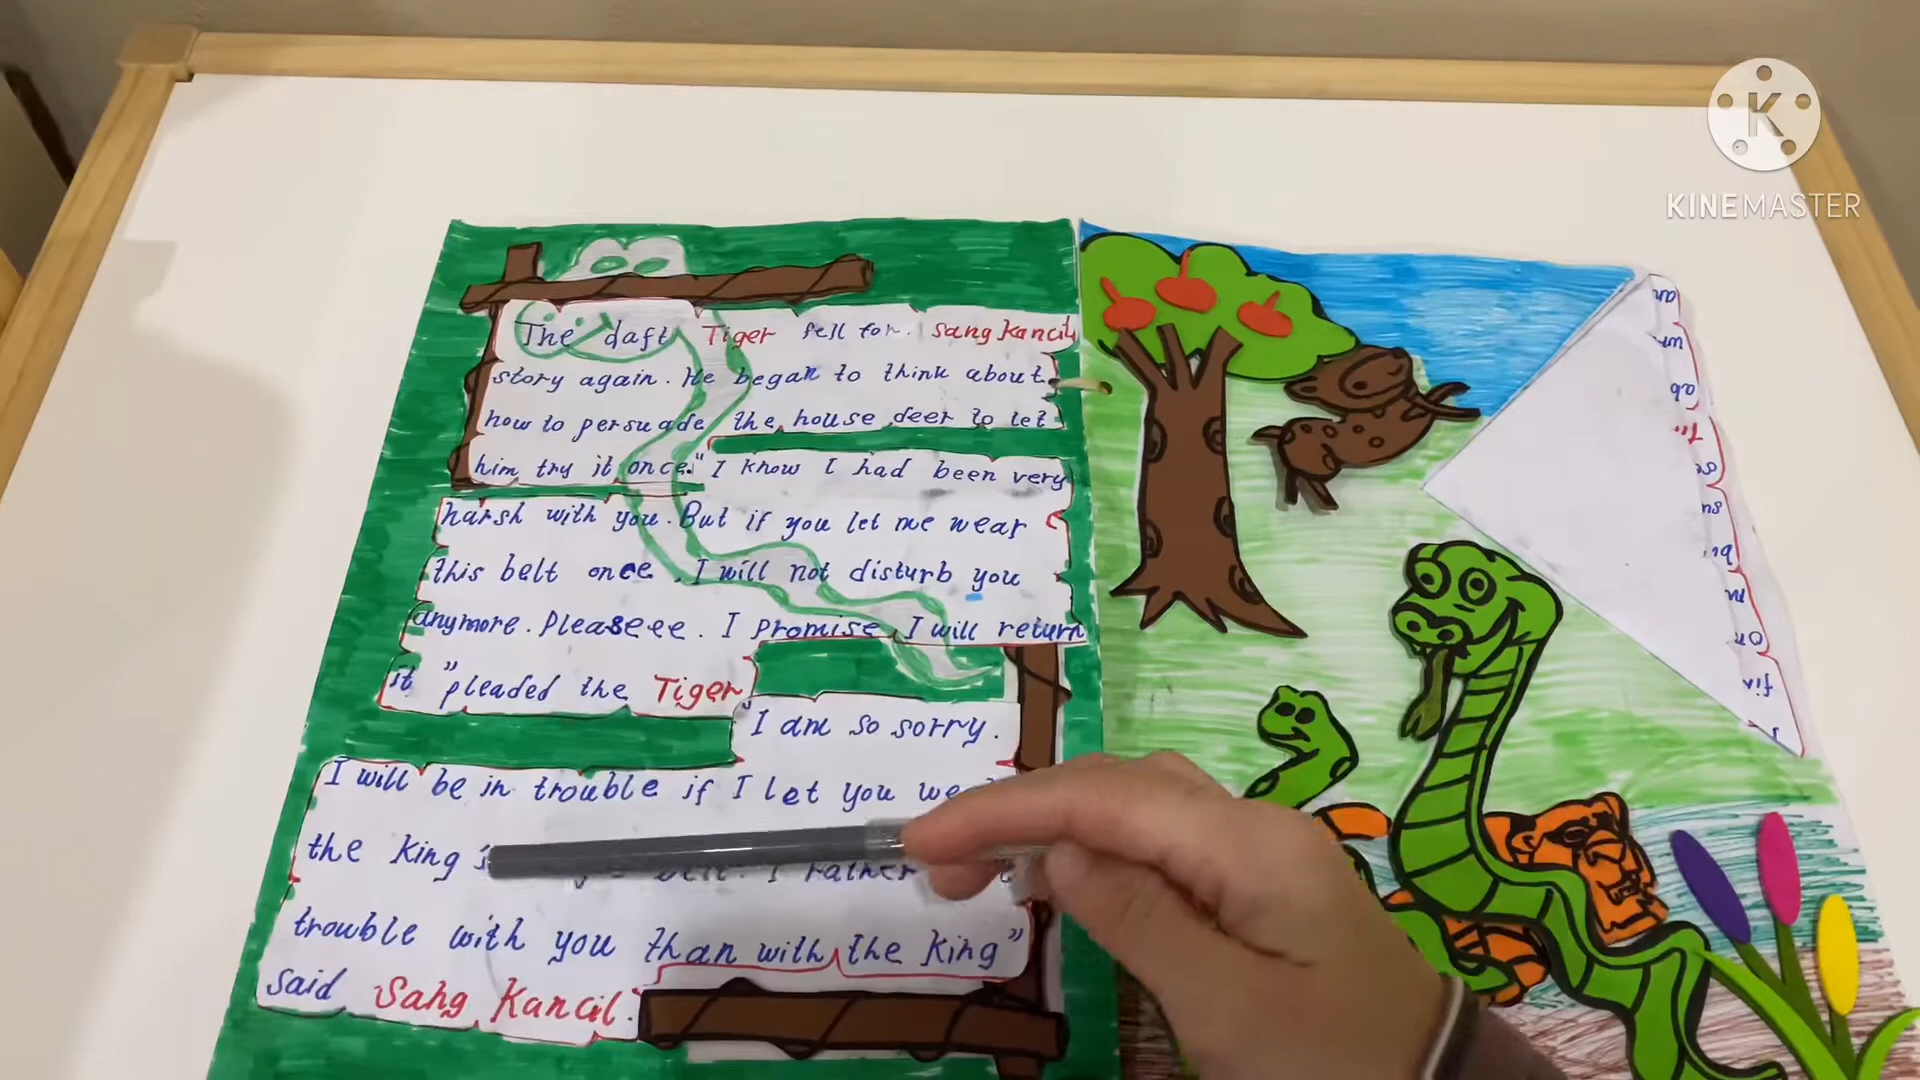 The daft Tiger fell for. Sang Kancil
story again. He began to think about
how to persuade the house deer to let
him try it once." I know I had been very
harsh with you. But if you let me wear
this belt once, I will not disturb you
anymore. Pleaseee. I promise, I will return
it "pleaded the Tiger
"I am so sorry.
I will be in trouble if I let you
the King
I rather
trouble with you than with the King"
said Sang Kancil.
ab
KINEMASTER